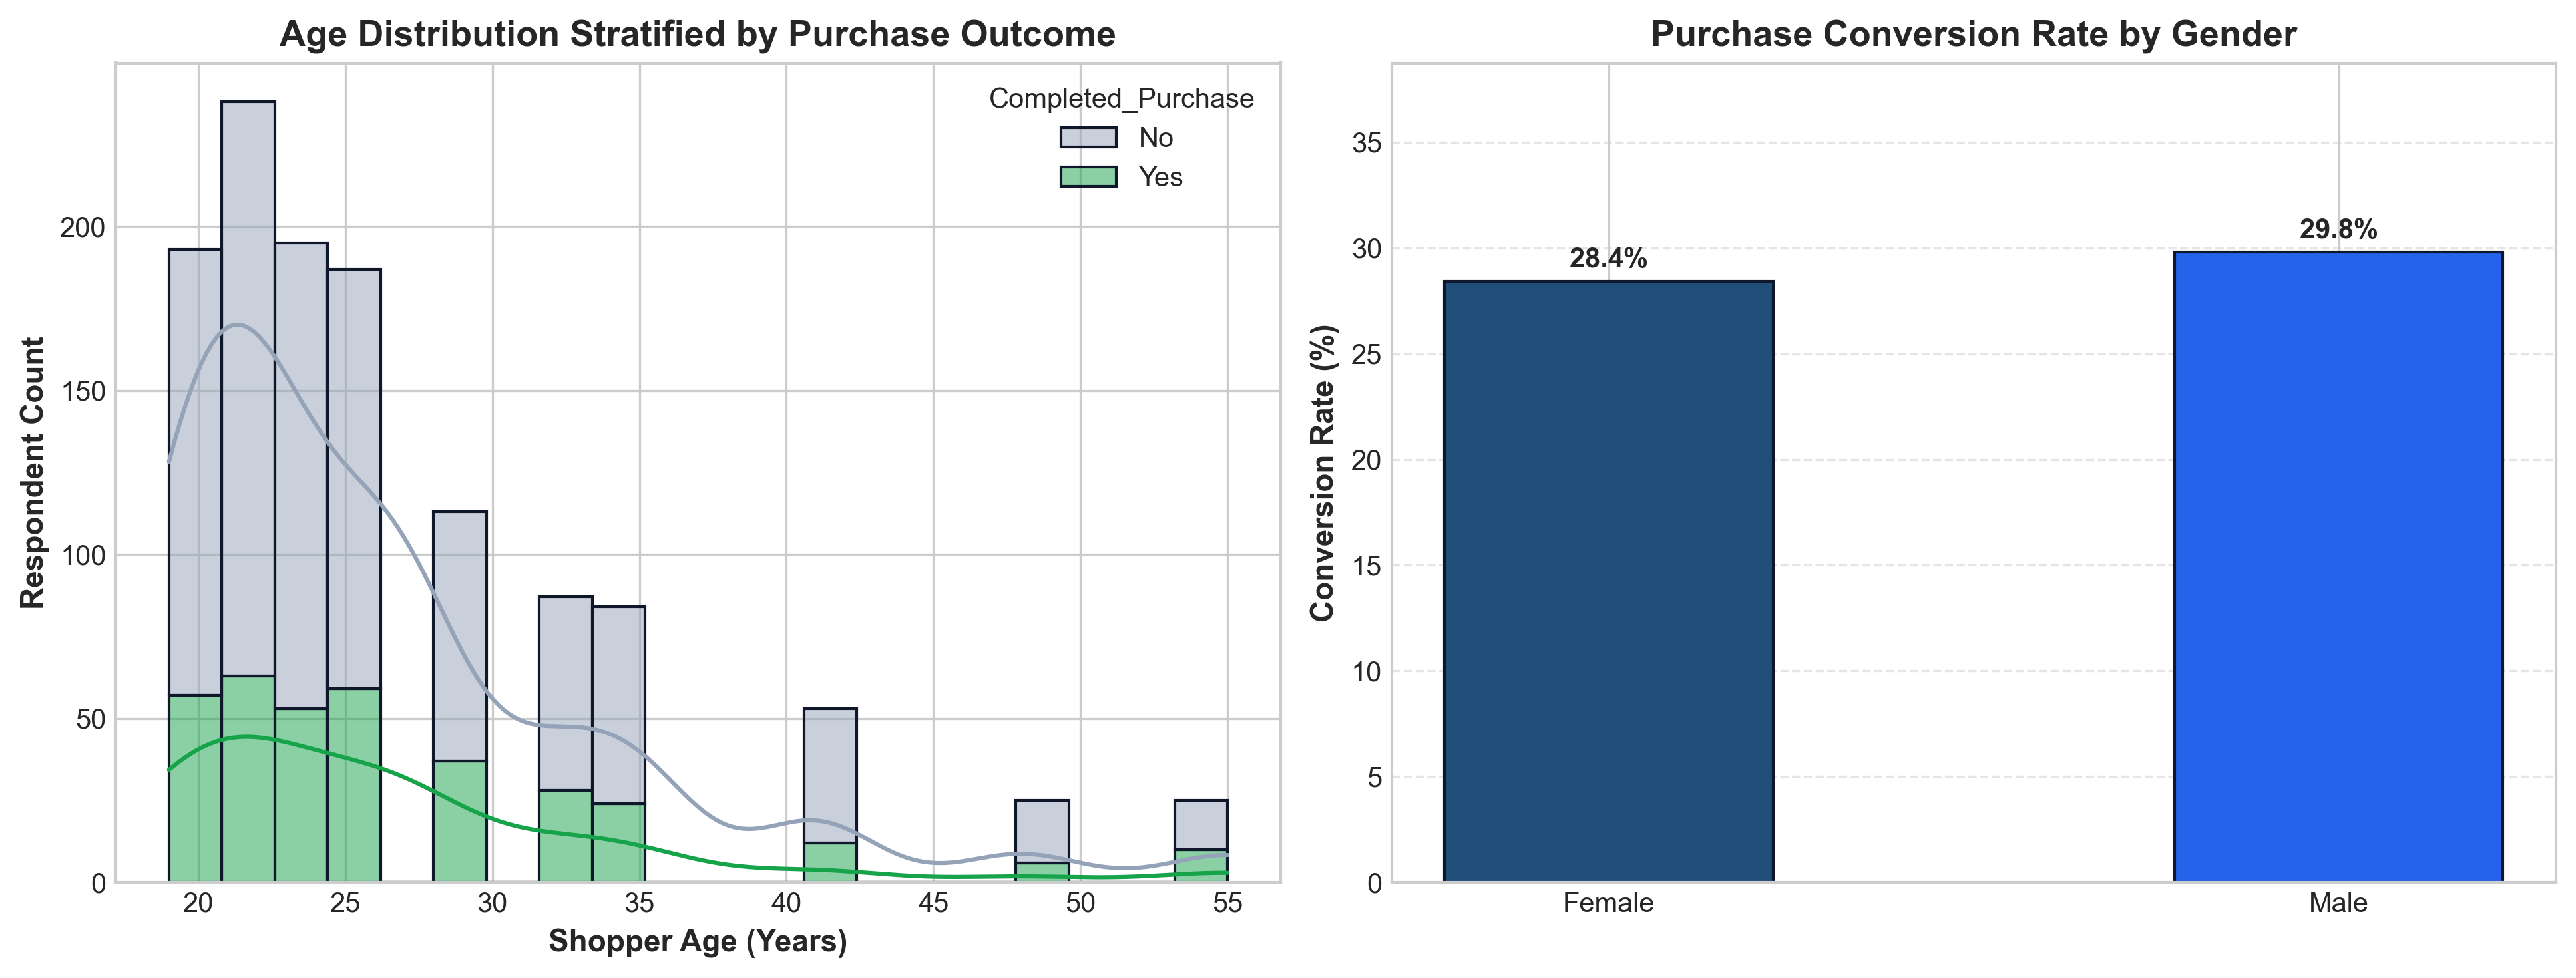 Age Distribution Stratified by Purchase Outcome
Respondent Count
200
150
100
50
0
Completed_Purchase
No
Yes
20 25 30 35 40 45 50 55
Shopper Age (Years)
Purchase Conversion Rate by Gender
Conversion Rate (%)
35
30
25
20
15
10
5
0
28.4%
29.8%
Female Male